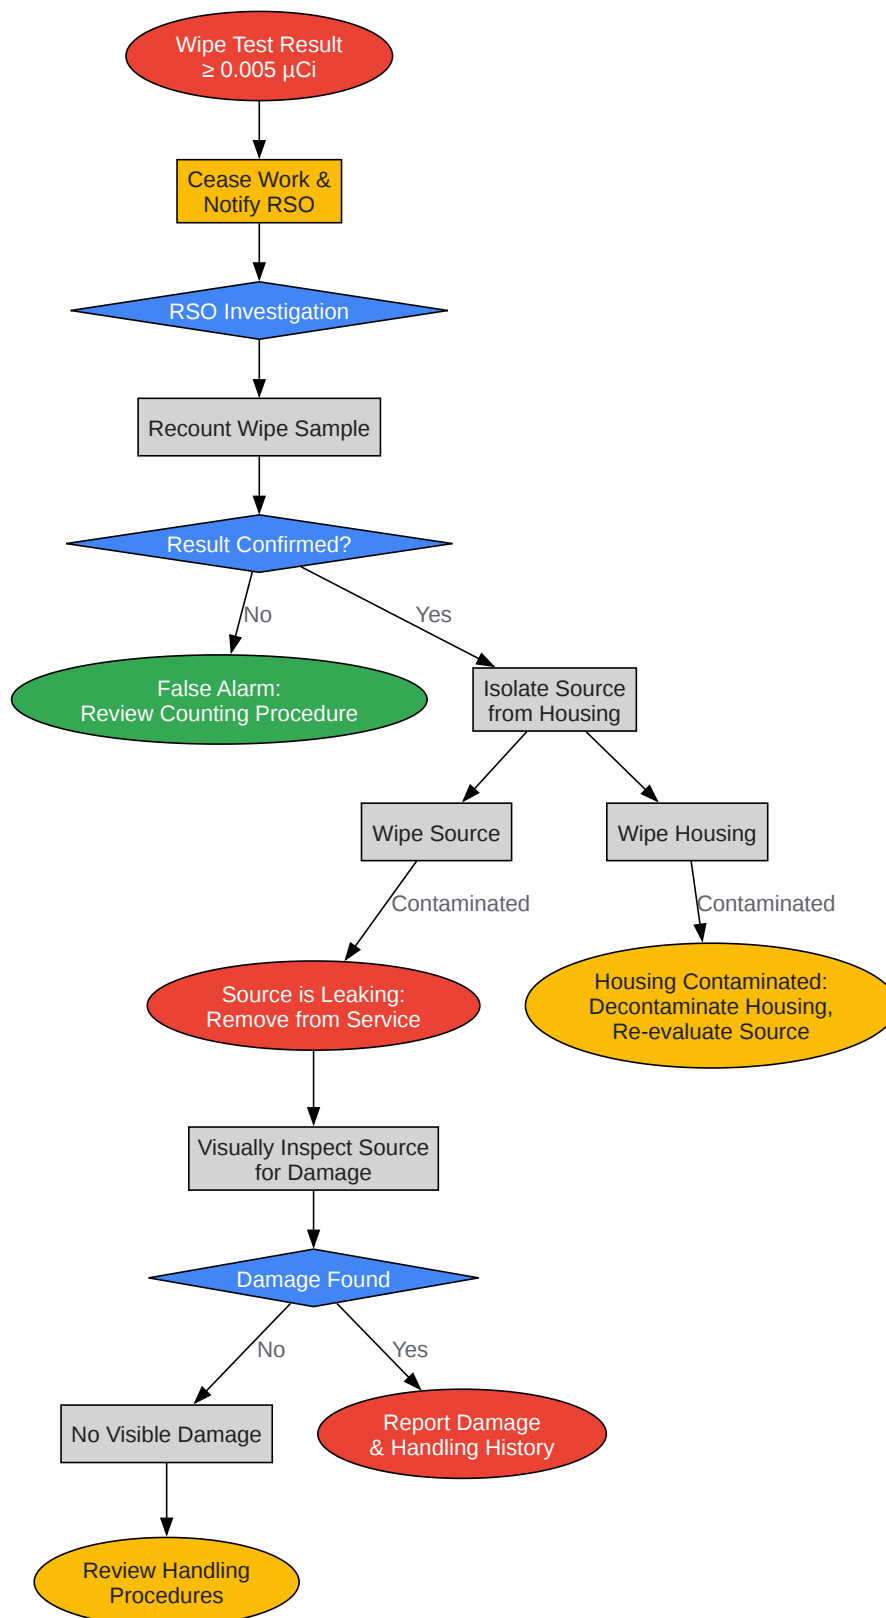 Wipe Test Result
≥ 0.005 µCi
Cease Work &
Notify RSO
RSO Investigation
Recount Wipe Sample
Result Confirmed?
No
Yes
False Alarm:
Review Counting Procedure
Isolate Source
from Housing
Wipe Source
Wipe Housing
Contaminated
Contaminated
Source is Leaking:
Remove from Service
Housing Contaminated:
Decontaminate Housing,
Re-evaluate Source
Visually Inspect Source
for Damage
Damage Found
No
Yes
No Visible Damage
Report Damage
& Handling History
Review Handling
Procedures